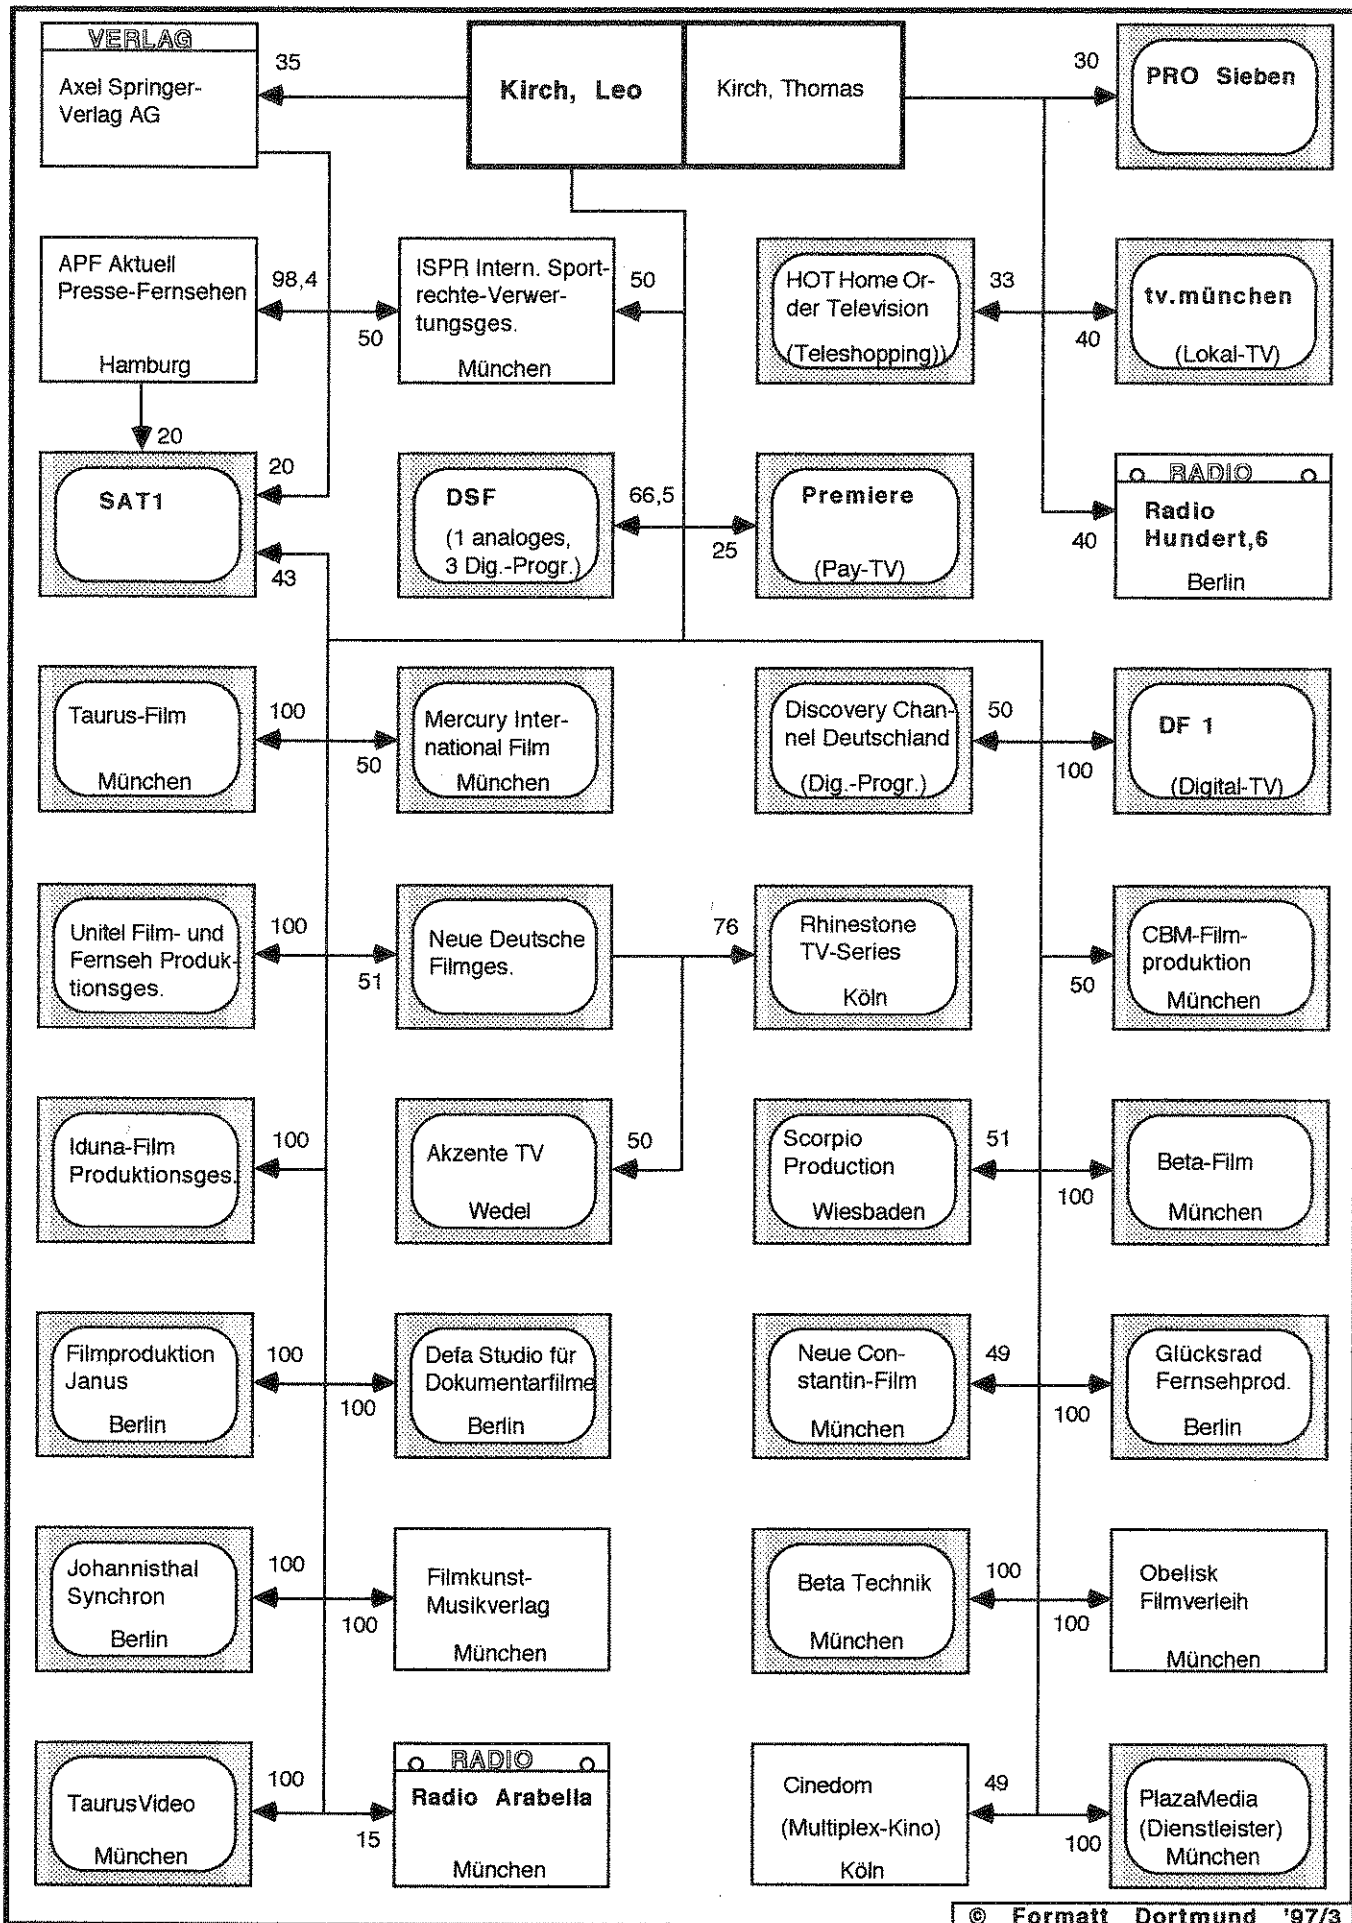 VERLAG
Axel Springer-
Verlag AG
35
Kirch, Leo
Kirch, Thomas
30
PRO Sieben
APF Aktuell
Presse-Fernsehen
Hamburg
98,4
50
ISPR Intern. Sport-
rechte-Verwer-
tungsges.
München
50
HOT Home Or-
der Television
(Teleshopping))
33
40
tv.münchen
(Lokal-TV)
20
SAT1
20
43
DSF
(1 analoges,
3 Dig.-Progr.)
66,5
25
Premiere
(Pay-TV)
40
RADIO
Radio
Hundert,6
Berlin
Taurus-Film
München
100
50
Mercury Inter-
national Film
München
Discovery Chan-
nel Deutschland
(Dig.-Progr.)
50
100
DF 1
(Digital-TV)
Unitel Film- und
Fernseh Produk-
tionsges.
100
51
Neue Deutsche
Filmges.
76
Rhinestone
TV-Series
Köln
50
CBM-Film-
produktion
München
Iduna-Film
Produktionsges.
100
Akzente TV
Wedel
50
Scorpio
Production
Wiesbaden
51
100
Beta-Film
München
Filmproduktion
Janus
Berlin
100
100
Defa Studio für
Dokumentarfilme
Berlin
Neue Con-
stantin-Film
München
49
100
Glücksrad
Fernsehprod.
Berlin
Johannisthal
Synchron
Berlin
100
100
Filmkunst-
Musikverlag
München
Beta Technik
München
100
100
Obelisk
Filmverleih
München
TaurusVideo
München
100
15
RADIO
Radio Arabella
München
Cinedom
(Multiplex-Kino)
Köln
49
100
PlazaMedia
(Dienstleister)
München
© Formatt Dortmund '97/3